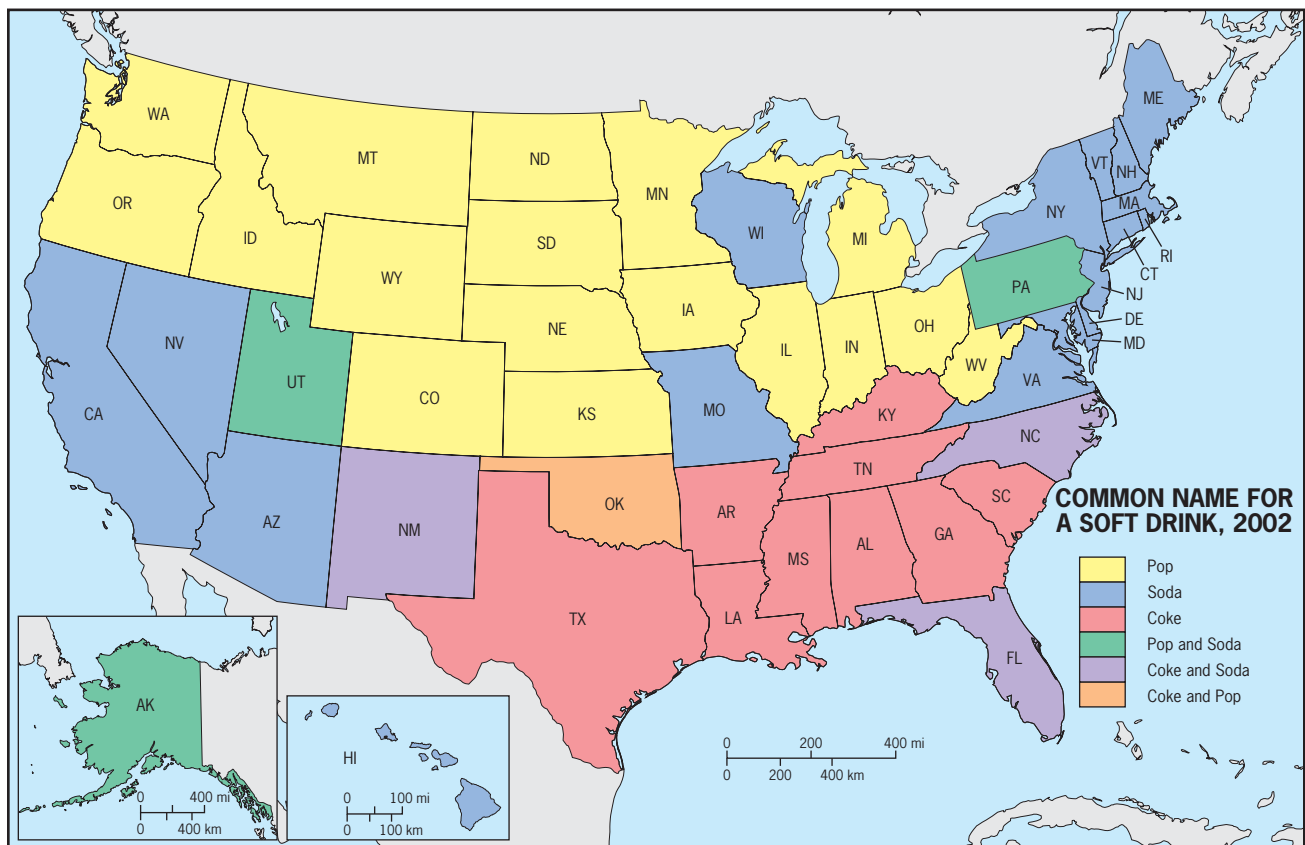 WA
MT
ND
MN
ME
VT
NH
OR
ID
SD
WI
MI
NY
MA
RI
CT
WY
IA
PA
NJ
NE
OH
DE
NV
IL
IN
MD
UT
CO
WV
VA
CA
KS
MO
KY
NC
TN
AZ
NM
OK
AR
SC
MS
AL
GA
TX
LA
FL
COMMON NAME FOR
A SOFT DRINK, 2002
Pop
Soda
Coke
Pop and Soda
Coke and Soda
Coke and Pop
AK
0 400 mi
0 400 km
HI
0 100 mi
0 100 km
0 200 400 mi
0 200 400 km